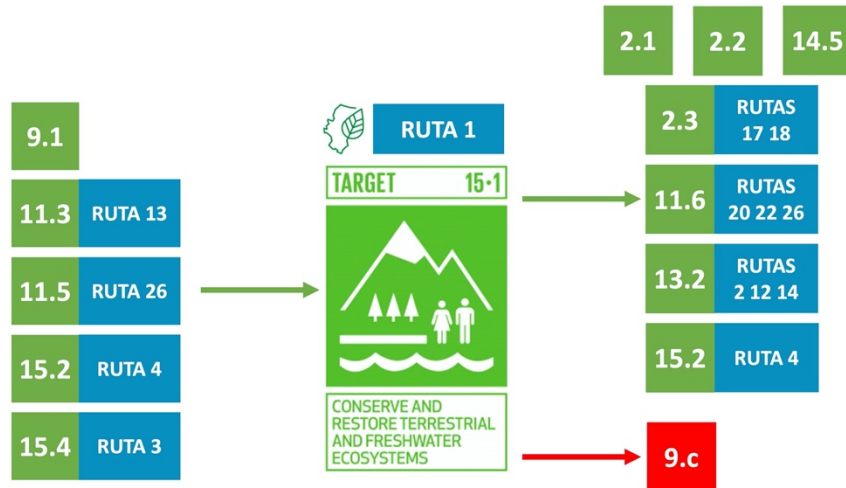 2.1 2.2 14.5
9.1
11.3 RUTA 13
11.5 RUTA 26
15.2 RUTA 4
15.4 RUTA 3
RUTA 1
TARGET 15·1
CONSERVE AND
RESTORE TERRESTRIAL
AND FRESHWATER
ECOSYSTEMS
2.3 RUTAS
17 18
11.6 RUTAS
20 22 26
13.2 RUTAS
2 12 14
15.2 RUTA 4
9.c